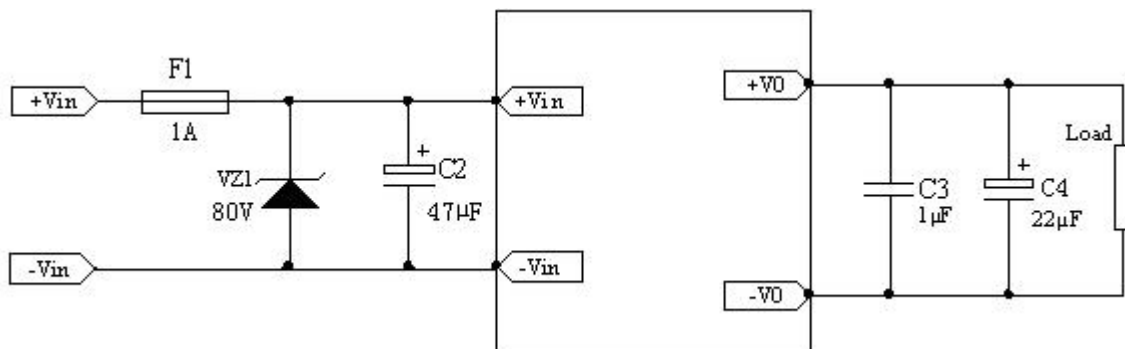 F1
+Vin
1A
+Vin
+V0
Load
VZ1
80V
+
C2
47μF
C3
1μF
+
C4
22μF
-Vin
-Vin
-V0